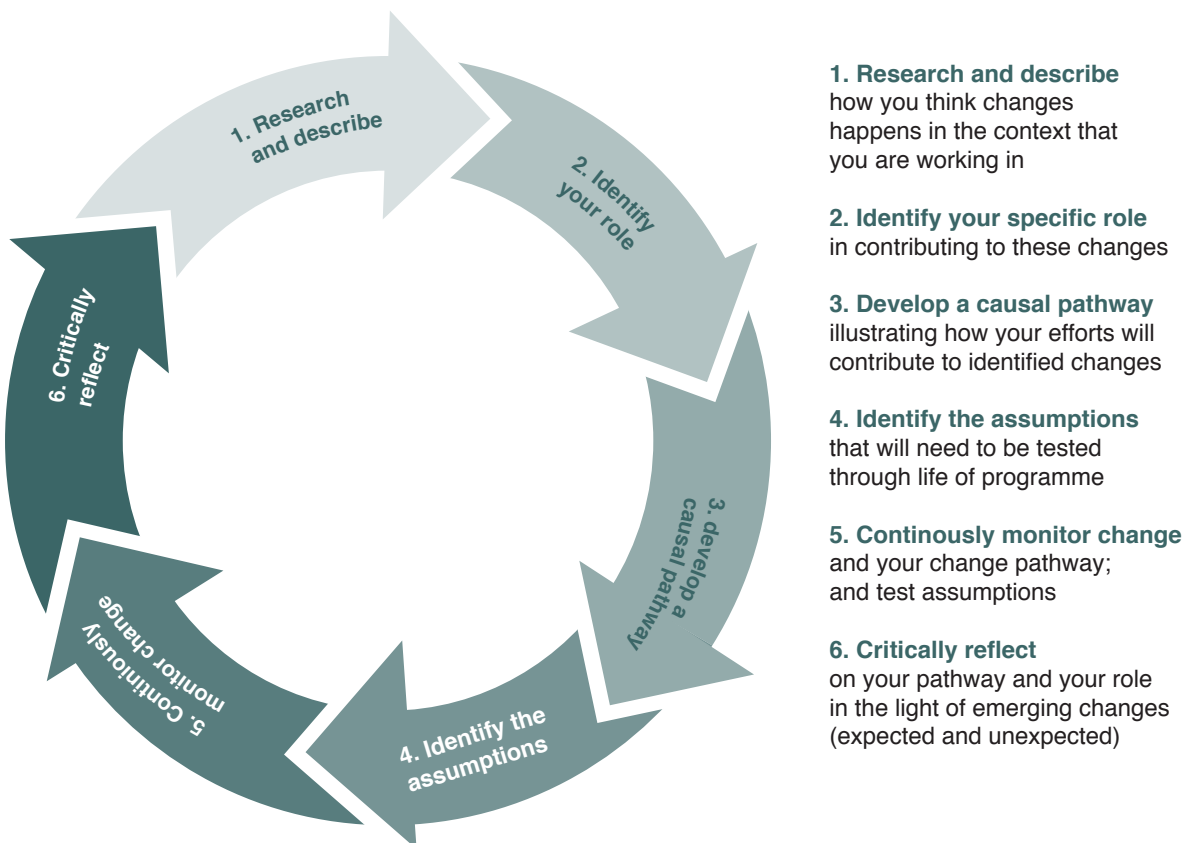 1. Research
and describe
2. Identify
your role
3. develop a
causal pathway
4. Identify the
assumptions
5. Continiously
monitor change
6. Critically
reflect
1. Research and describe
how you think changes
happens in the context that
you are working in
2. Identify your specific role
in contributing to these changes
3. Develop a causal pathway
illustrating how your efforts will
contribute to identified changes
4. Identify the assumptions
that will need to be tested
through life of programme
5. Continously monitor change
and your change pathway;
and test assumptions
6. Critically reflect
on your pathway and your role
in the light of emerging changes
(expected and unexpected)